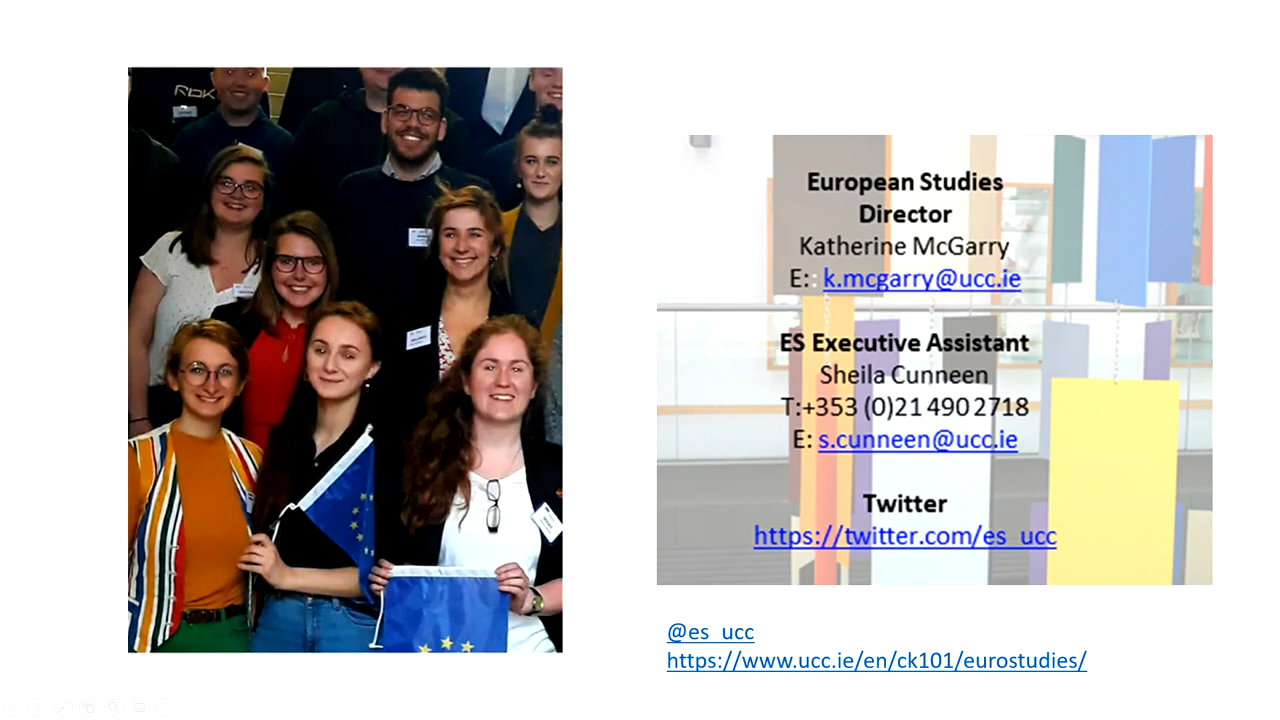 RbK
European Studies
Director
Katherine McGarry
E:: k.mcgarry@ucc.ie
ES Executive Assistant
Sheila Cunneen
T:+353 (0)21 490 2718
E: s.cunneen@ucc.ie
Twitter
https://twitter.com/es_ucc
@es_ucc
https://www.ucc.ie/en/ck101/eurostudies/